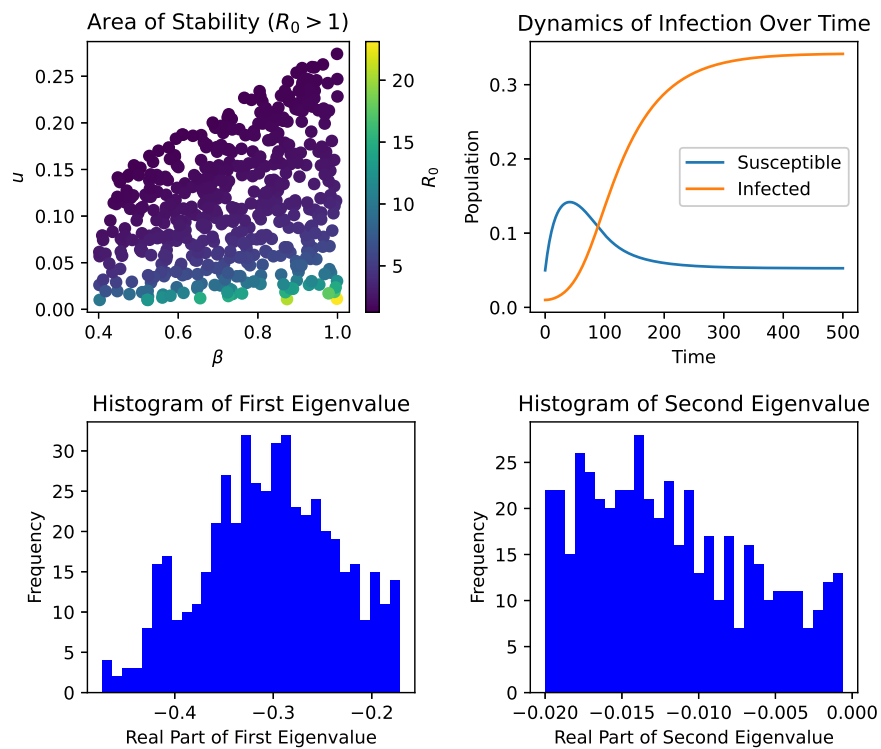 Area of Stability (R₀ > 1)
0.25
0.20
0.15
0.10
0.05
0.00
u
0.4 0.6 0.8 1.0
β
20
15
10
5
R₀
Dynamics of Infection Over Time
0.3
0.2
0.1
0.0
Population
Susceptible
Infected
0 100 200 300 400 500
Time
Histogram of First Eigenvalue
30
25
20
15
10
5
0
Frequency
−0.4 −0.3 −0.2
Real Part of First Eigenvalue
Histogram of Second Eigenvalue
25
20
15
10
5
0
Frequency
−0.020 −0.015 −0.010 −0.005 0.000
Real Part of Second Eigenvalue